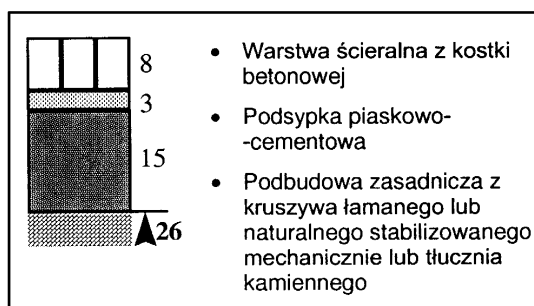 8
3
15
26
• Warstwa ścieralna z kostki
betonowej
• Podsypka piaskowo-
-cementowa
• Podbudowa zasadnicza z
kruszywa łamanego lub
naturalnego stabilizowanego
mechanicznie lub tłucznia
kamiennego